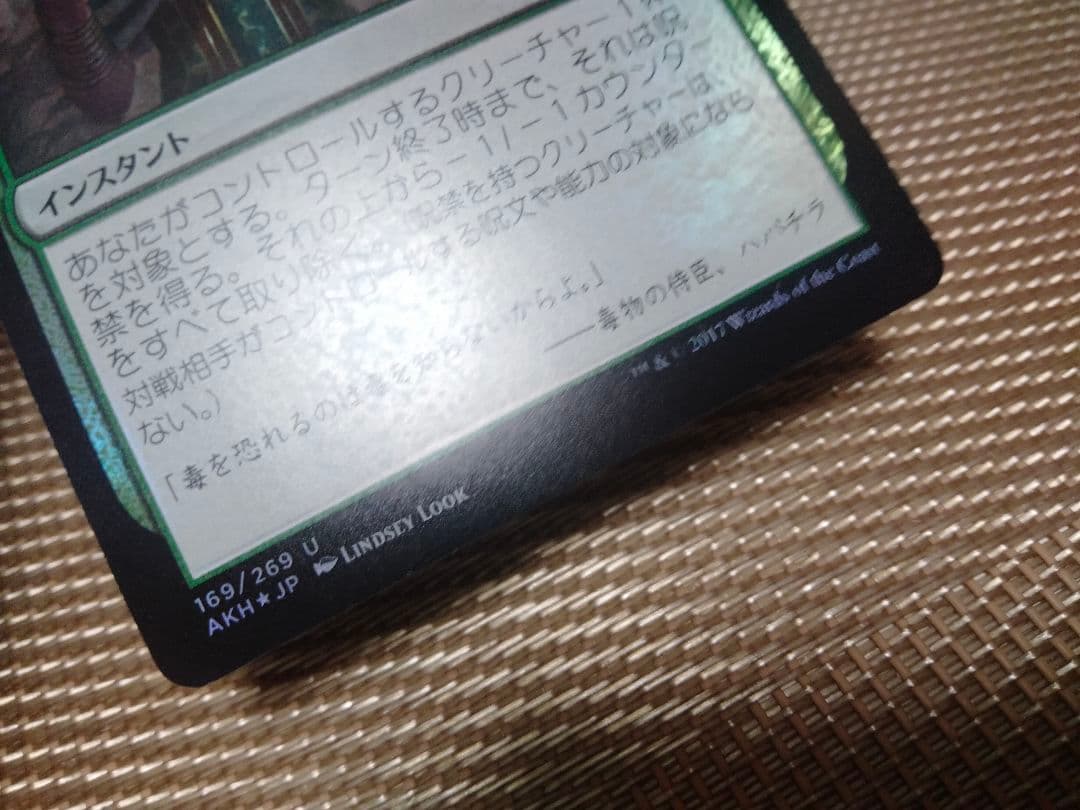 インスタント
あなたがコントロールするクリーチャー1
を対象とする。ターン終了時まで、それは呪
禁を得る。それの上から－1/－1カウンター
をすべて取り除く。(呪禁を持つクリーチャーは、
対戦相手がコントロールする呪文や能力の対象になら
ない。)
「毒を恐れるのは毒を知らないからよ。」
――毒物の侍臣、ハパチラ
169/269 U
AKH★JP LINDSEY LOOK
™ & © 2017 Wizards of the Coast